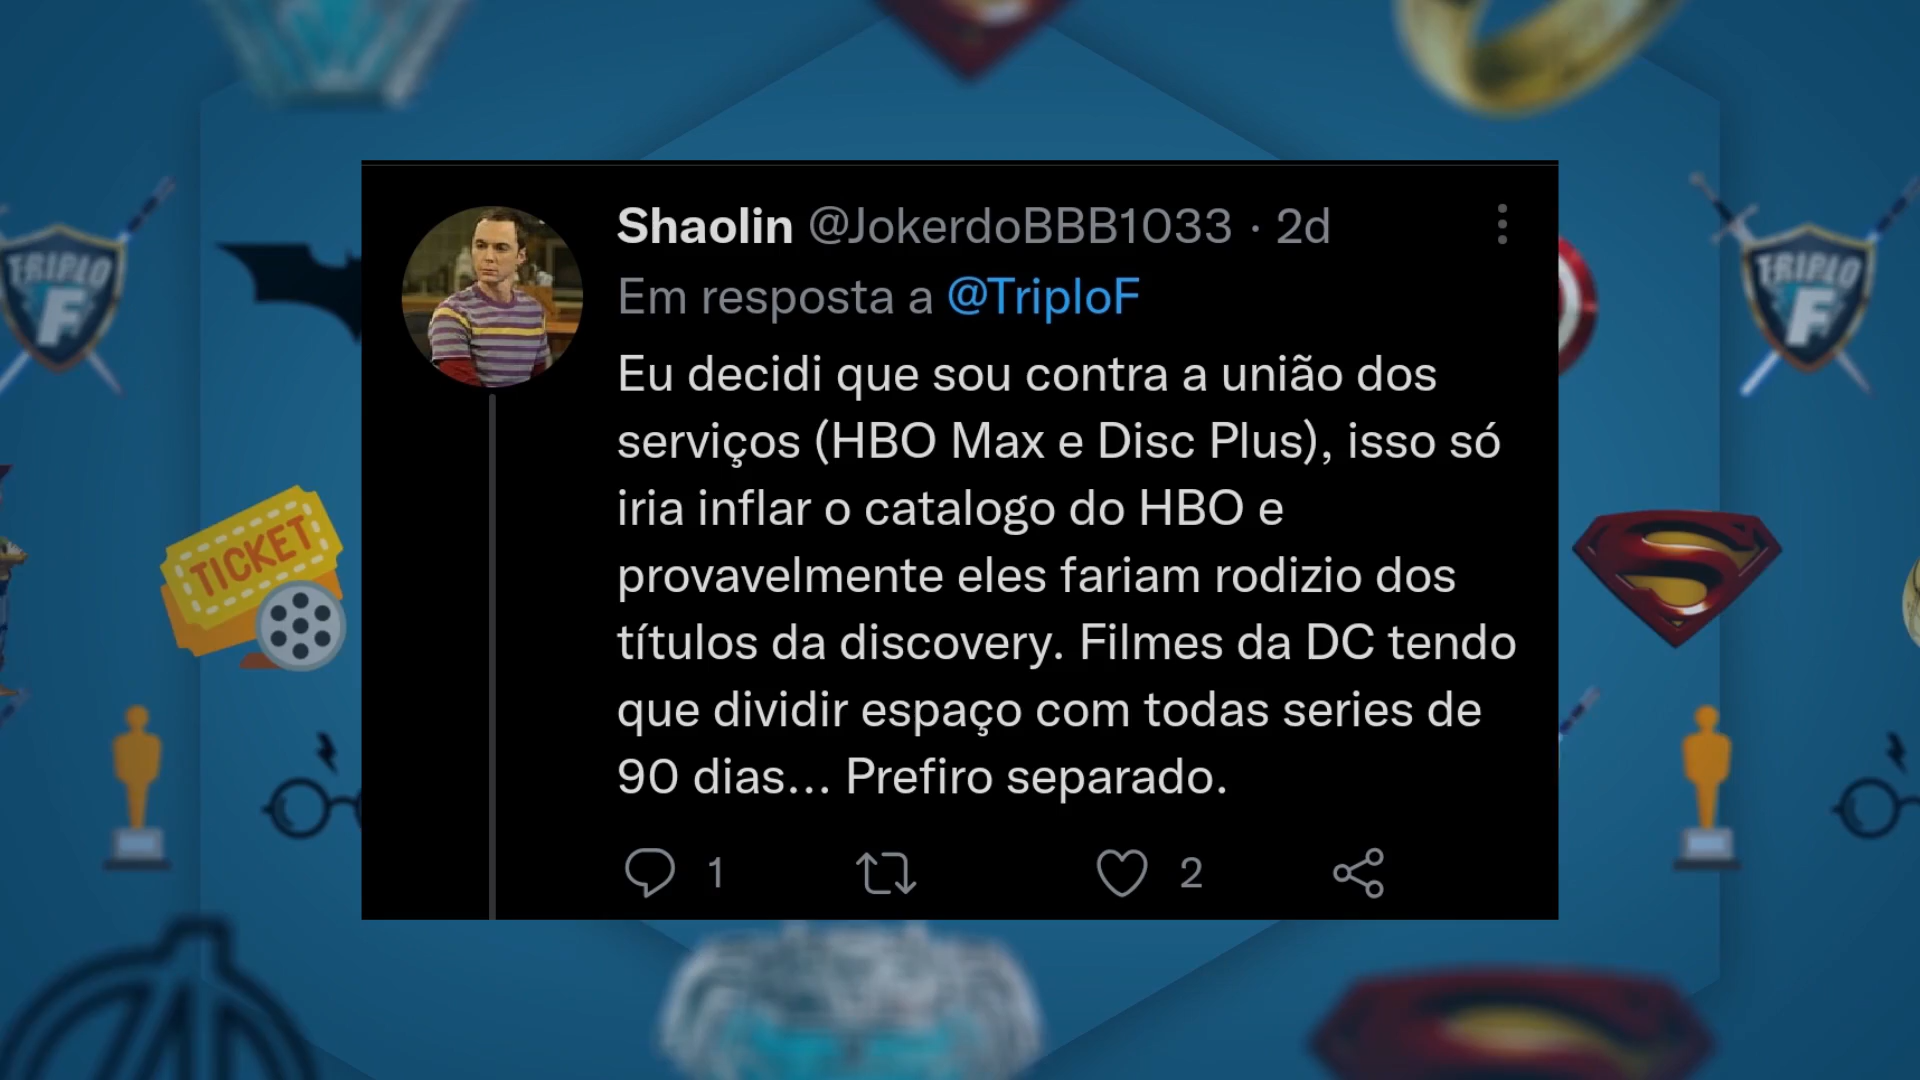 Shaolin @JokerdoBBB1033 · 2d
Em resposta a @TriploF
Eu decidi que sou contra a união dos
serviços (HBO Max e Disc Plus), isso só
iria inflar o catalogo do HBO e
provavelmente eles fariam rodizio dos
títulos da discovery. Filmes da DC tendo
que dividir espaço com todas series de
90 dias... Prefiro separado.
1 2
TRIPLO
F
TRIPLO
F
TICKET